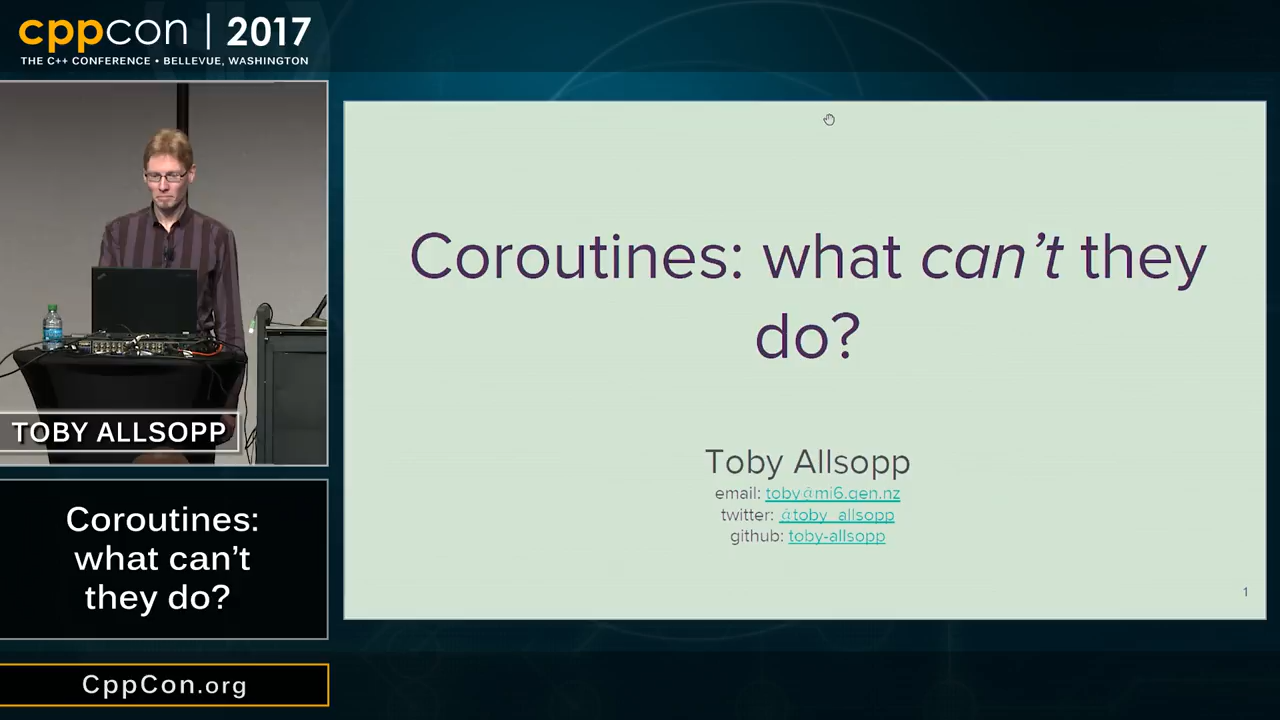 cppcon | 2017
THE C++ CONFERENCE • BELLEVUE, WASHINGTON
TOBY ALLSOPP
Coroutines:
what can't
they do?
CppCon.org
Coroutines: what can't they
do?
Toby Allsopp
email: toby@mi6.gen.nz
twitter: @toby_allsopp
github: toby-allsopp
1